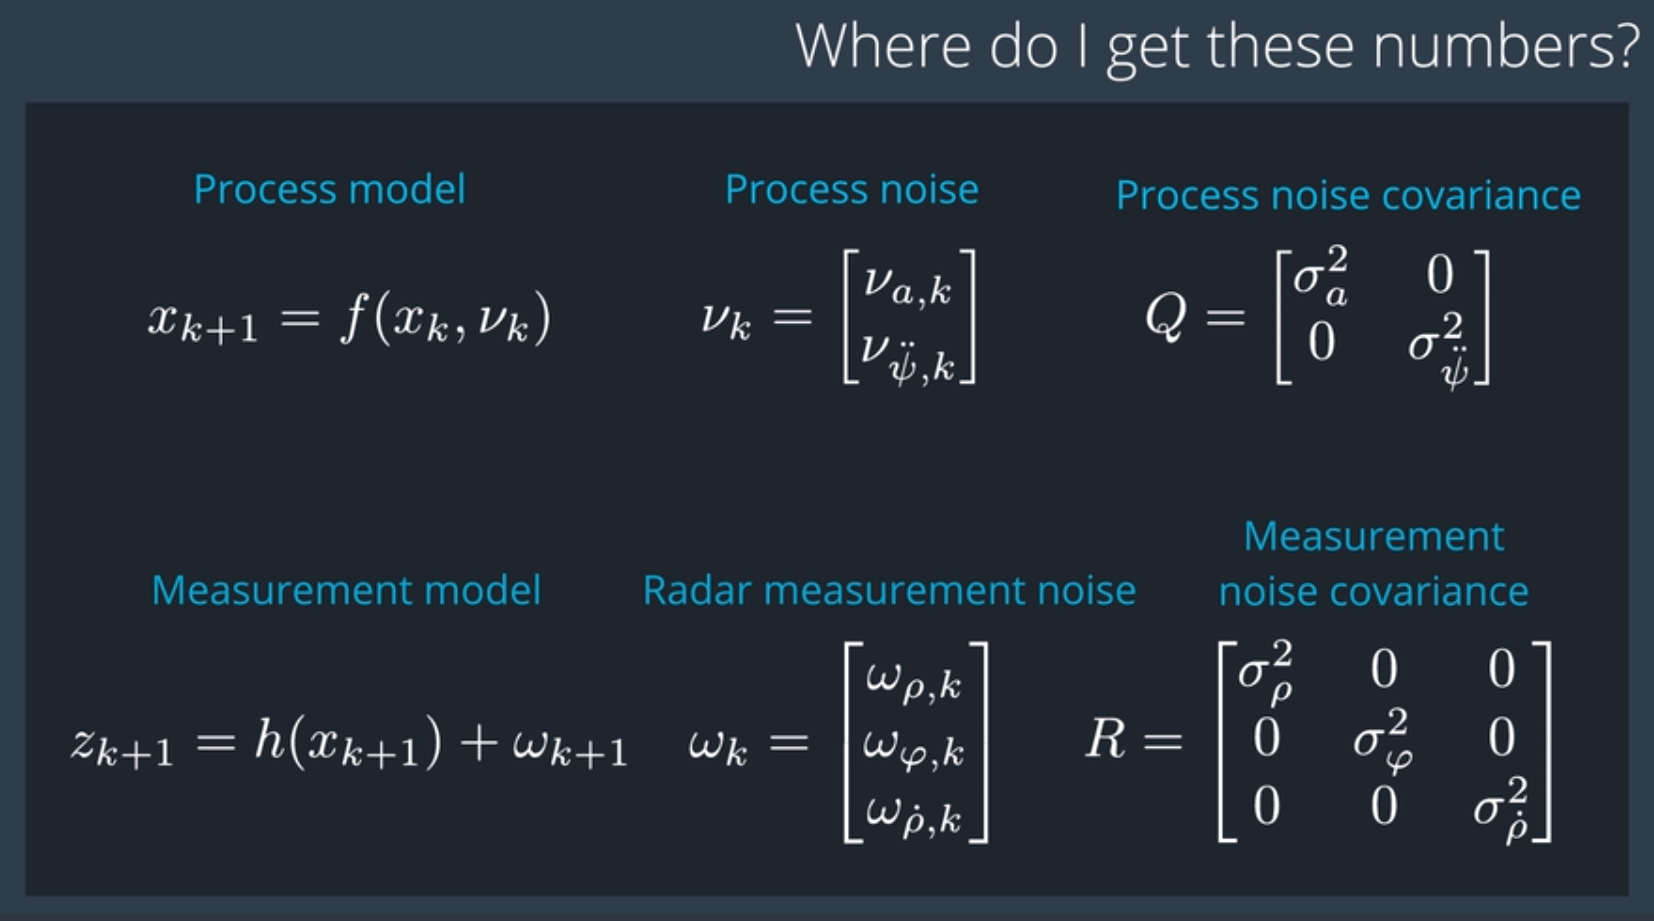 Where do I get these numbers?
Process model Process noise Process noise covariance
$x_{k+1} = f(x_k, \nu_k)$ $\nu_k = \begin{bmatrix} \nu_{a,k} \\ \nu_{\ddot{\psi},k} \end{bmatrix}$ $Q = \begin{bmatrix} \sigma_a^2 & 0 \\ 0 & \sigma_{\ddot{\psi}}^2 \end{bmatrix}$
Measurement model Radar measurement noise Measurement
noise covariance
$z_{k+1} = h(x_{k+1}) + \omega_{k+1}$ $\omega_k = \begin{bmatrix} \omega_{\rho,k} \\ \omega_{\varphi,k} \\ \omega_{\dot{\rho},k} \end{bmatrix}$ $R = \begin{bmatrix} \sigma_\rho^2 & 0 & 0 \\ 0 & \sigma_\varphi^2 & 0 \\ 0 & 0 & \sigma_{\dot{\rho}}^2 \end{bmatrix}$